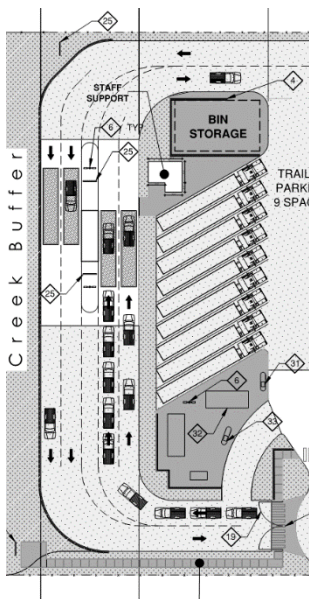 25
STAFF
SUPPORT
4
BIN
STORAGE
6 TYP
25
TRAIL
PARKI
9 SPAC
Creek Buffer
25
31
6
32
33
19